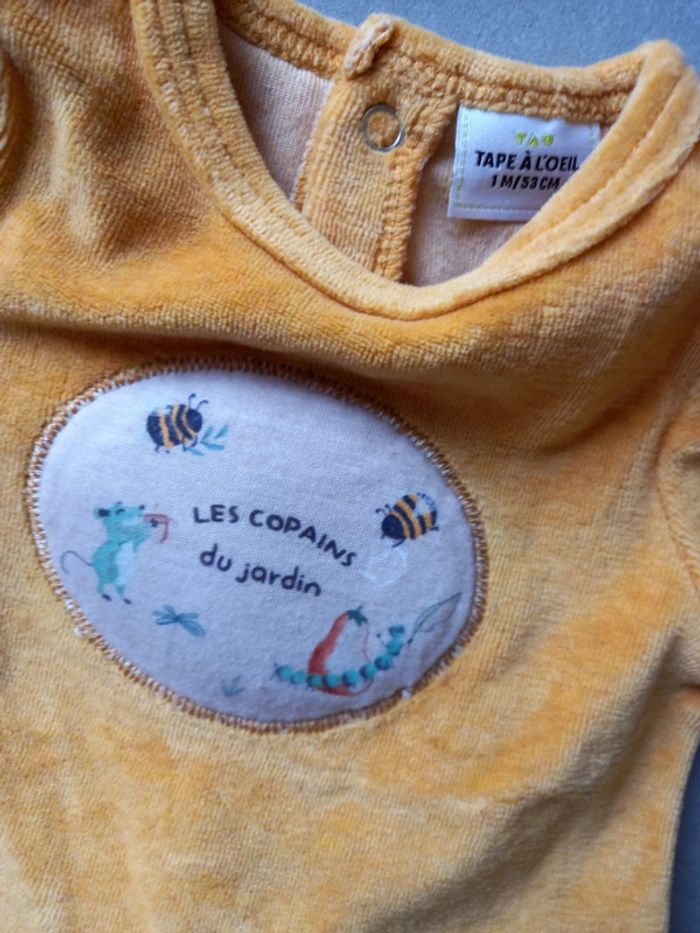 TAO
TAPE À L'OEIL
1 M/53 CM
LES COPAINS
du jardin